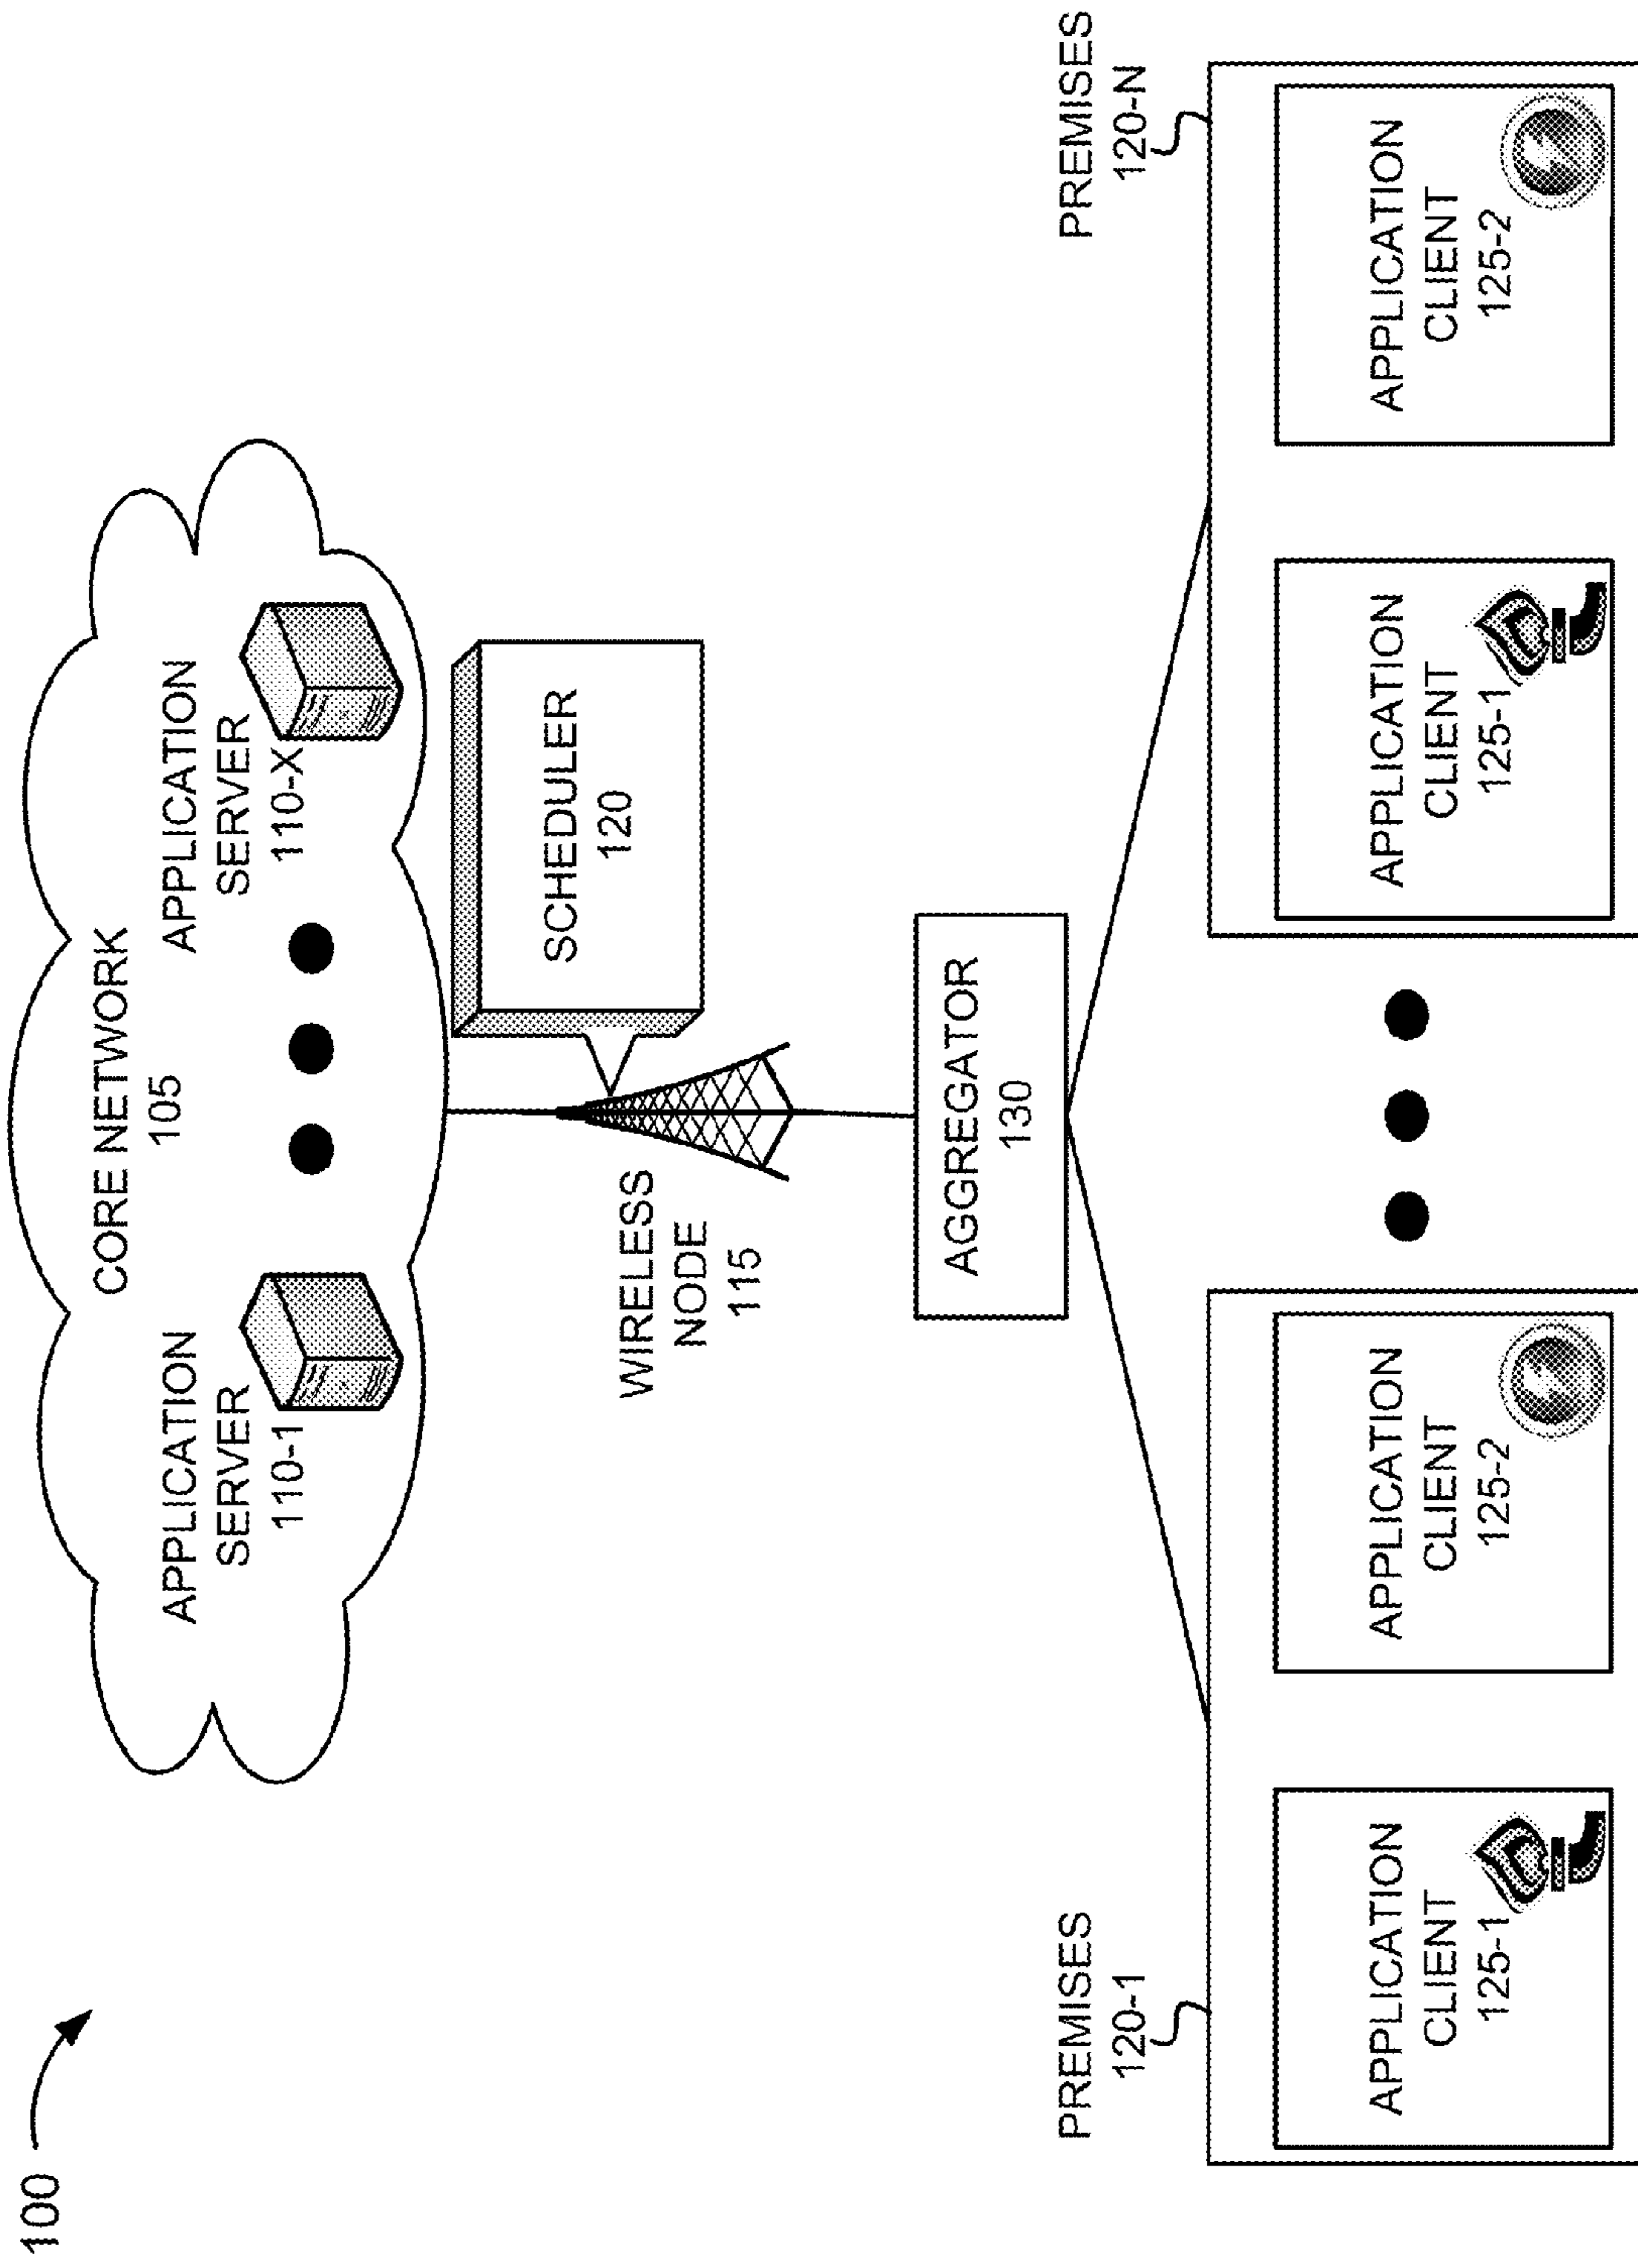 100
CORE NETWORK
105
APPLICATION
SERVER
110-1
APPLICATION
SERVER
110-X
WIRELESS
NODE
115
SCHEDULER
120
AGGREGATOR
130
PREMISES
120-1
APPLICATION
CLIENT
125-1
APPLICATION
CLIENT
125-2
PREMISES
120-N
APPLICATION
CLIENT
125-1
APPLICATION
CLIENT
125-2